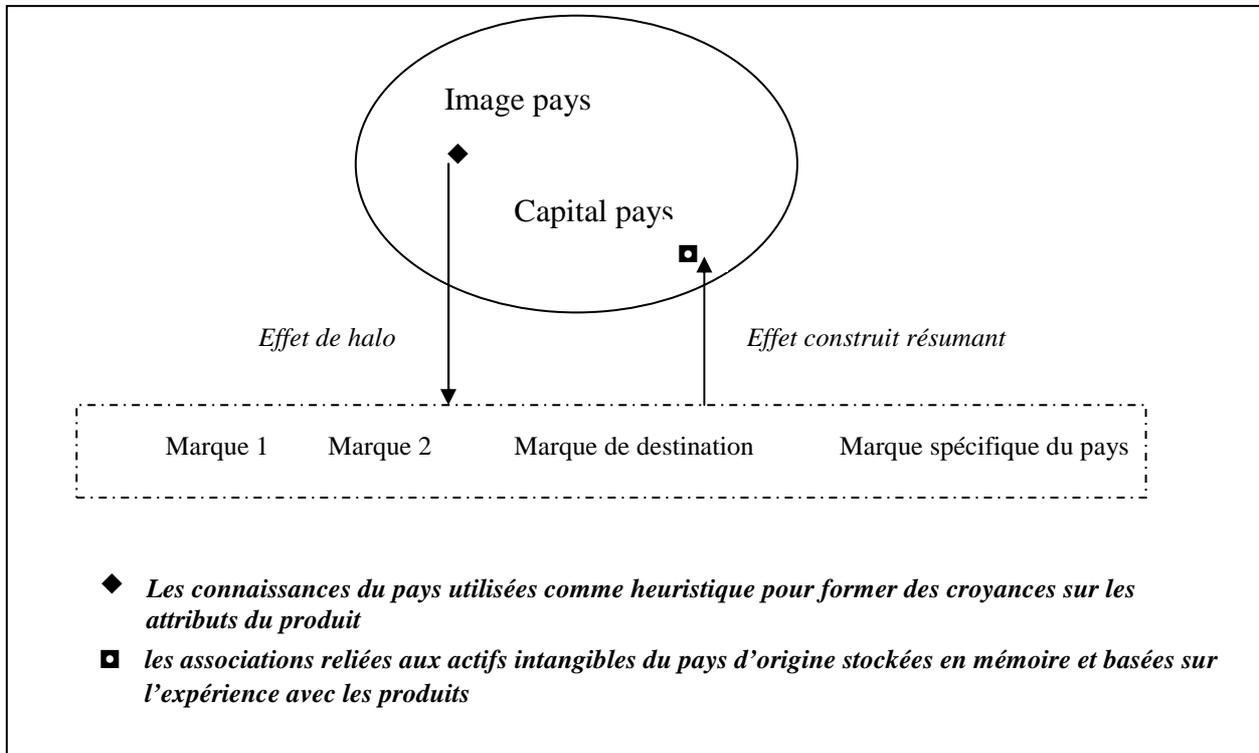 Image pays
Capital pays
Effet de halo
Effet construit résumant
Marque 1 Marque 2 Marque de destination Marque spécifique du pays
Les connaissances du pays utilisées comme heuristique pour former des croyances sur les
attributs du produit
les associations reliées aux actifs intangibles du pays d’origine stockées en mémoire et basées sur
l’expérience avec les produits